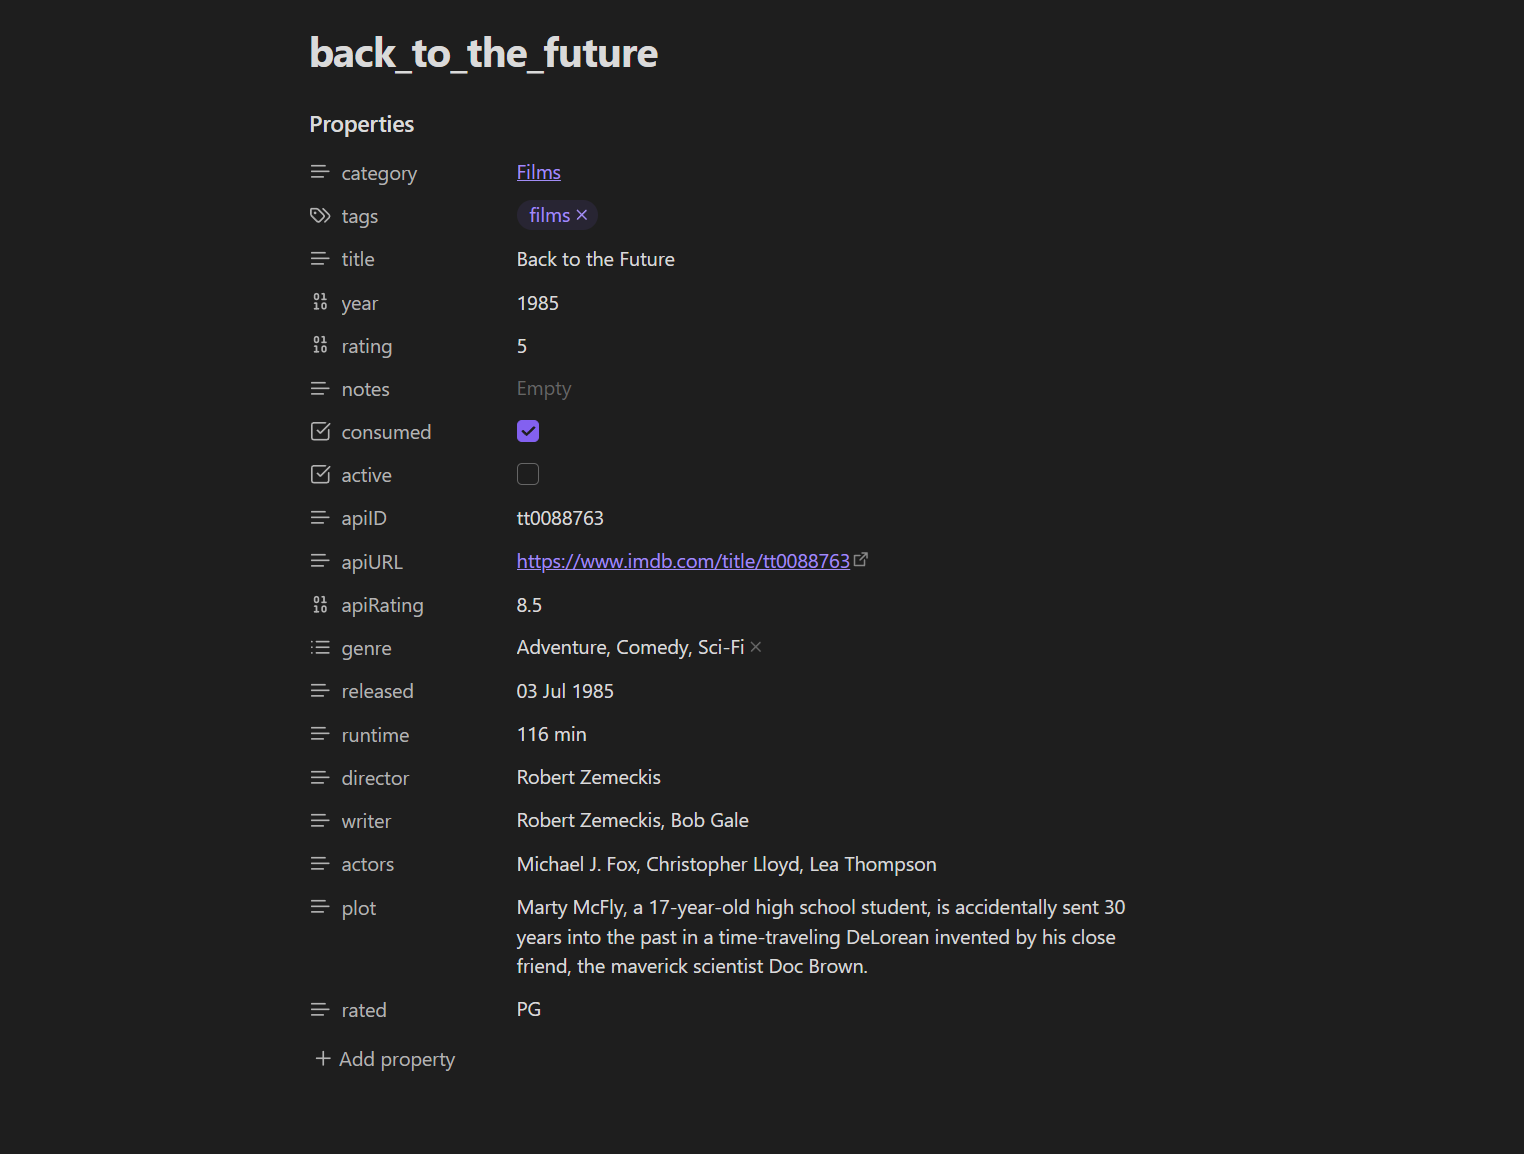 back_to_the_future
Properties
category Films
tags films
title Back to the Future
year 1985
rating 5
notes Empty
consumed
active
apiID tt0088763
apiURL https://www.imdb.com/title/tt0088763
apiRating 8.5
genre Adventure, Comedy, Sci-Fi
released 03 Jul 1985
runtime 116 min
director Robert Zemeckis
writer Robert Zemeckis, Bob Gale
actors Michael J. Fox, Christopher Lloyd, Lea Thompson
plot Marty McFly, a 17-year-old high school student, is accidentally sent 30
years into the past in a time-traveling DeLorean invented by his close
friend, the maverick scientist Doc Brown.
rated PG
Add property